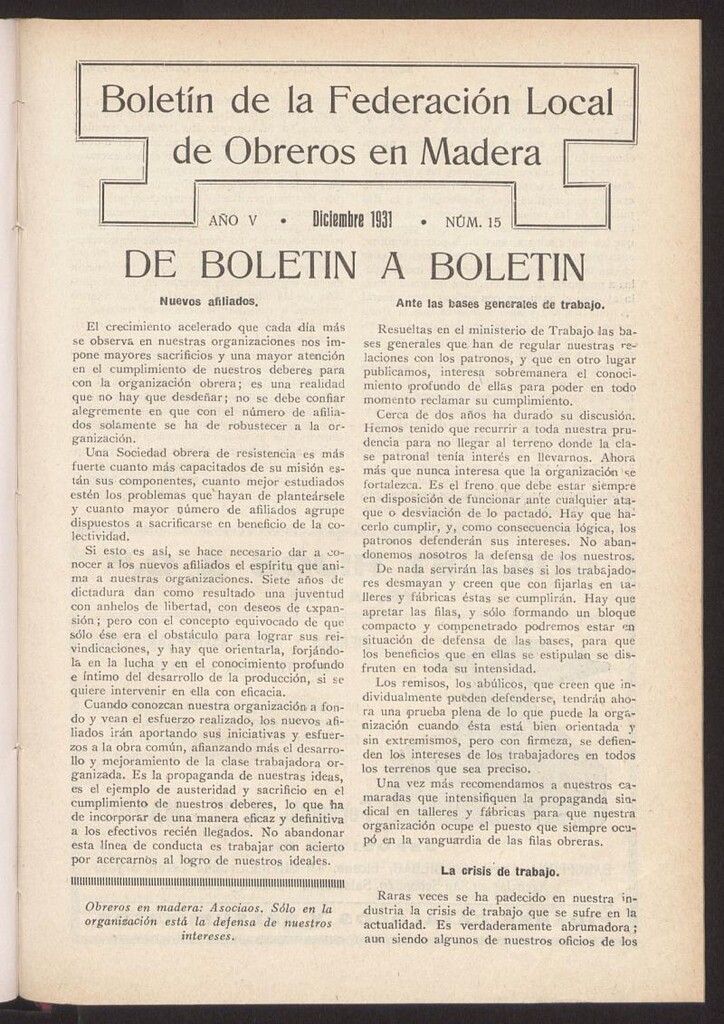 Boletín de la Federación Local
de Obreros en Madera
AÑO V • Diciembre 1931 • NÚM. 15
DE BOLETIN A BOLETIN
Nuevos afiliados.
El crecimiento acelerado que cada día más
se observa en nuestras organizaciones nos im-
pone mayores sacrificios y una mayor atención
en el cumplimiento de nuestros deberes para
con la organización obrera; es una realidad
que no hay que desdeñar; no se debe confiar
alegremente en que con el número de afilia-
dos solamente se ha de robustecer a la or-
ganización.
Una Sociedad obrera de resistencia es más
fuerte cuanto más capacitados de su misión es-
tán sus componentes, cuanto mejor estudiados
estén los problemas que hayan de planteársele
y cuanto mayor número de afiliados agrupe
dispuestos a sacrificarse en beneficio de la co-
lectividad.
Si esto es así, se hace necesario dar a co-
nocer a los nuevos afiliados el espíritu que ani-
ma a nuestras organizaciones. Siete años de
dictadura dan como resultado una juventud
con anhelos de libertad, con deseos de expan-
sión; pero con el concepto equivocado de que
sólo ése era el obstáculo para lograr sus rei-
vindicaciones, y hay que orientarla, forjándo-
la en la lucha y en el conocimiento profundo
e íntimo del desarrollo de la producción, si se
quiere intervenir en ella con eficacia.
Cuando conozcan nuestra organización a fon-
do y vean el esfuerzo realizado, los nuevos afi-
liados irán aportando sus iniciativas y esfuer-
zos a la obra común, afianzando más el desarro-
llo y mejoramiento de la clase trabajadora or-
ganizada. Es la propaganda de nuestras ideas,
es el ejemplo de austeridad y sacrificio en el
cumplimiento de nuestros deberes, lo que ha
de incorporar de una manera eficaz y definitiva
a los efectivos recién llegados. No abandonar
esta línea de conducta es trabajar con acierto
por acercarnos al logro de nuestros ideales.
Obreros en madera: Asociaos. Sólo en la
organización está la defensa de nuestros
intereses.
Ante las bases generales de trabajo.
Resueltas en el ministerio de Trabajo las ba-
ses generales que han de regular nuestras re-
laciones con los patronos, y que en otro lugar
publicamos, interesa sobremanera el conoci-
miento profundo de ellas para poder en todo
momento reclamar su cumplimiento.
Cerca de dos años ha durado su discusión.
Hemos tenido que recurrir a toda nuestra pru-
dencia para no llegar al terreno donde la cla-
se patronal tenía interés en llevarnos. Ahora
más que nunca interesa que la organización se
fortalezca. Es el freno que debe estar siempre
en disposición de funcionar ante cualquier ata-
que o desviación de lo pactado. Hay que ha-
cerlo cumplir, y, como consecuencia lógica, los
patronos defenderán sus intereses. No aban-
donemos nosotros la defensa de los nuestros.
De nada servirán las bases si los trabajado-
res desmayan y creen que con fijarlas en ta-
lleres y fábricas éstas se cumplirán. Hay que
apretar las filas, y sólo formando un bloque
compacto y compenetrado podremos estar en
situación de defensa de las bases, para que
los beneficios que en ellas se estipulan se dis-
fruten en toda su intensidad.
Los remisos, los abúlicos, que creen que in-
dividualmente pueden defenderse, tendrán aho-
ra una prueba plena de lo que puede la orga-
nización cuando ésta está bien orientada y
sin extremismos, pero con firmeza, se defien-
den los intereses de los trabajadores en todos
los terrenos que sea preciso.
Una vez más recomendamos a nuestros ca-
maradas que intensifiquen la propaganda sin-
dical en talleres y fábricas para que nuestra
organización ocupe el puesto que siempre ocu-
pó en la vanguardia de las filas obreras.
La crisis de trabajo.
Raras veces se ha padecido en nuestra in-
dustria la crisis de trabajo que se sufre en la
actualidad. Es verdaderamente abrumadora;
aun siendo algunos de nuestros oficios de los